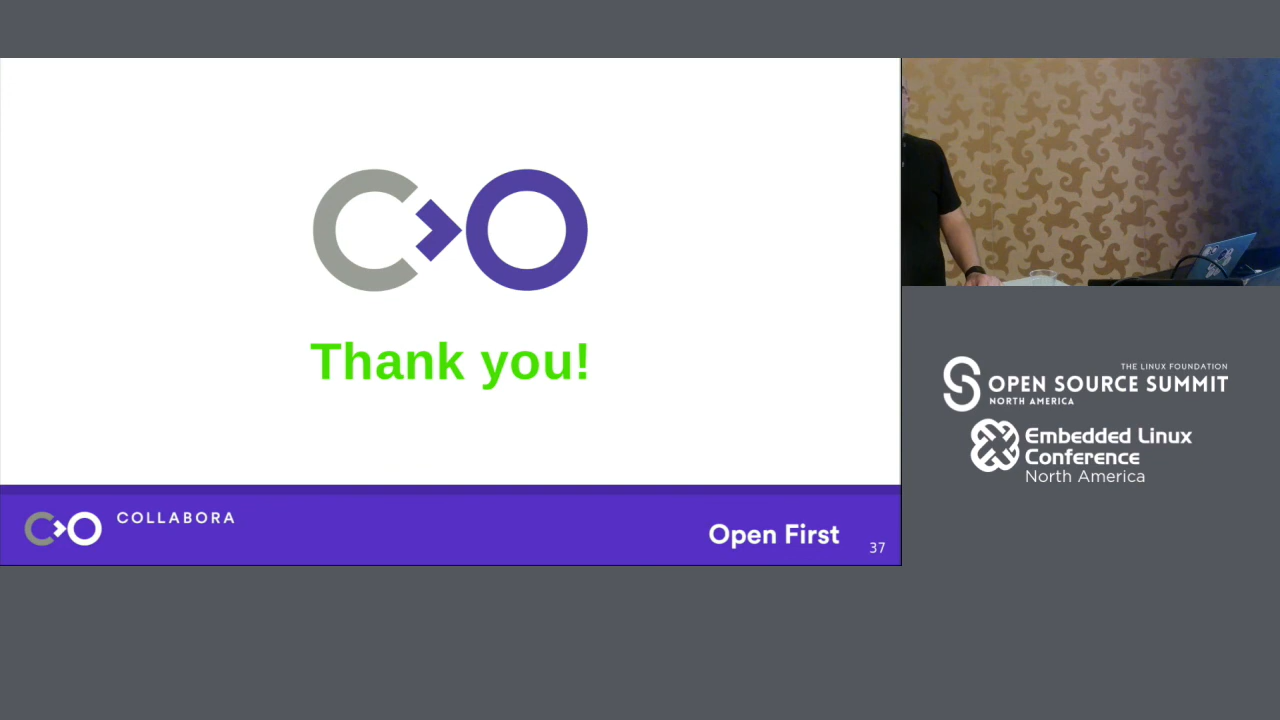 Thank you!
COLLABORA
Open First
37
THE LINUX FOUNDATION
OPEN SOURCE SUMMIT
NORTH AMERICA
Embedded Linux
Conference
North America